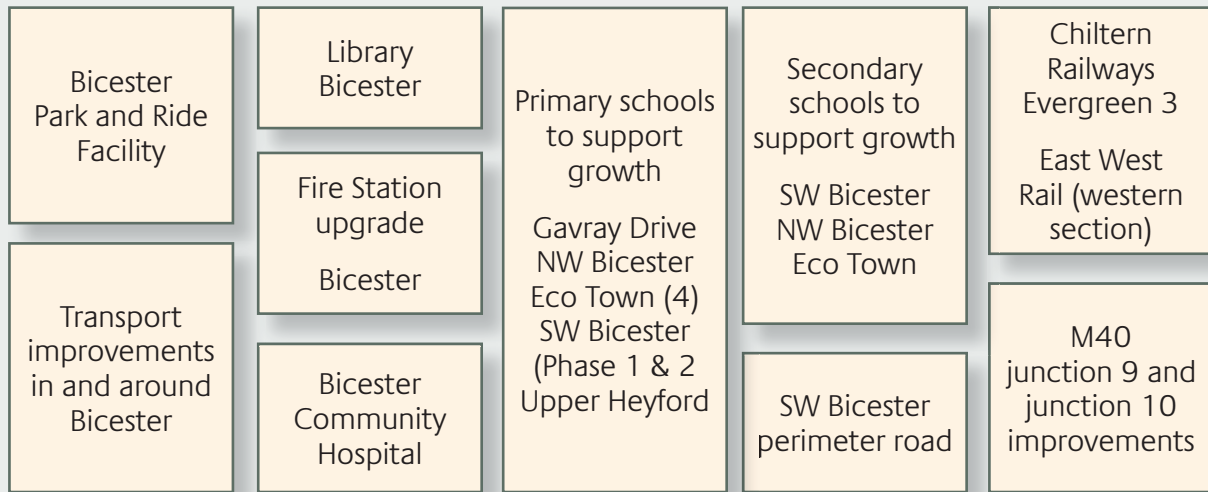 Bicester
Park and Ride
Facility
Transport
improvements
in and around
Bicester
Library
Bicester
Fire Station
upgrade
Bicester
Bicester
Community
Hospital
Primary schools
to support
growth
Gavray Drive
NW Bicester
Eco Town (4)
SW Bicester
(Phase 1 & 2
Upper Heyford
Secondary
schools to
support growth
SW Bicester
NW Bicester
Eco Town
SW Bicester
perimeter road
Chiltern
Railways
Evergreen 3
East West
Rail (western
section)
M40
junction 9 and
junction 10
improvements